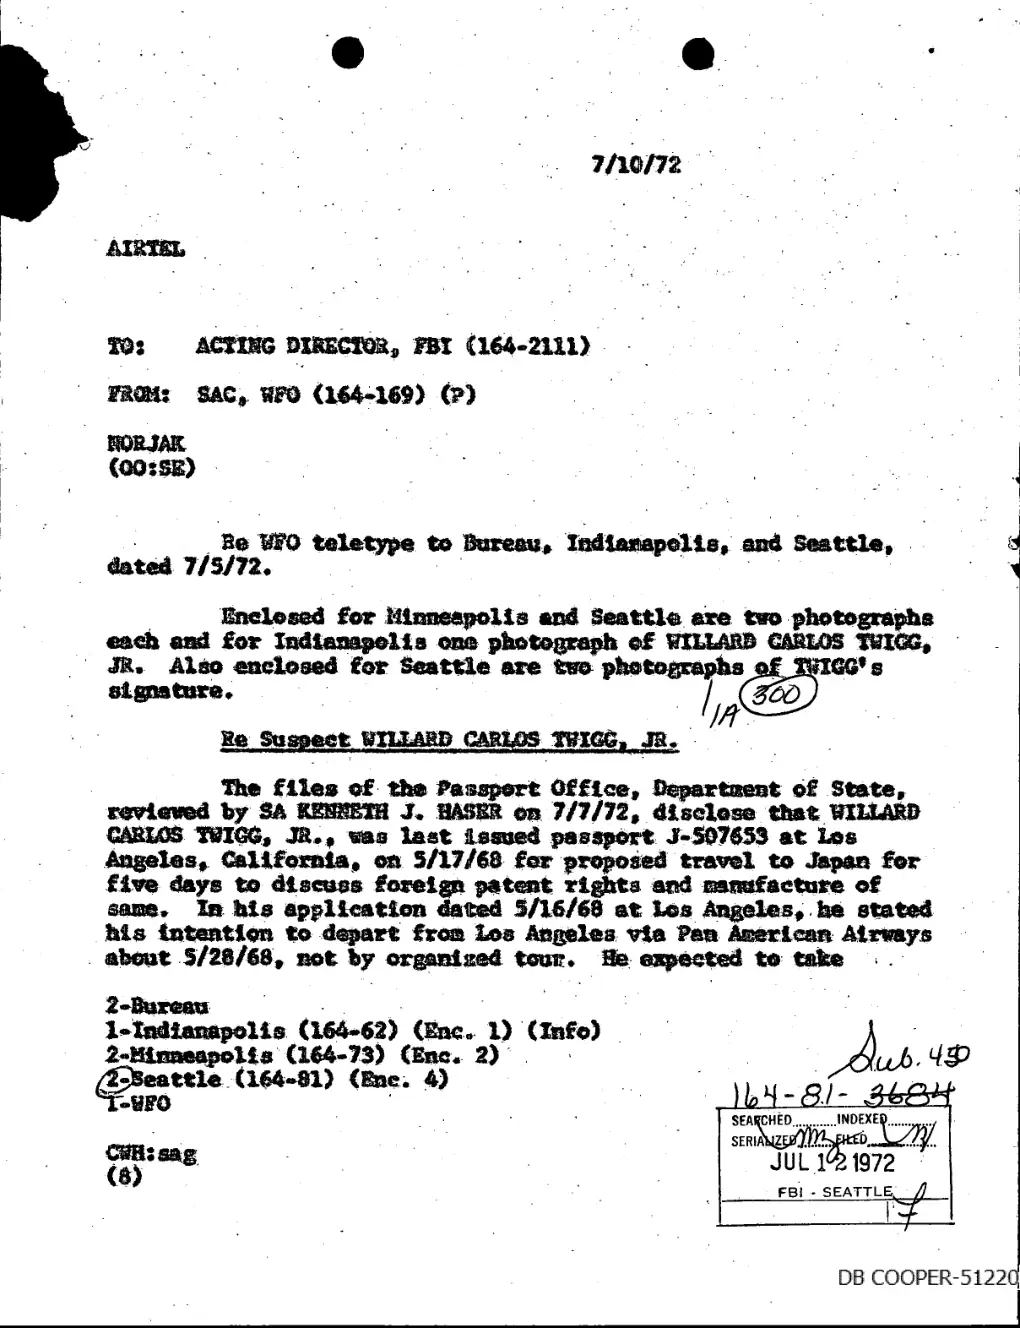 7/10/72
AIRTEL
TO: ACTING DIRECTOR, FBI (164-2111)
FROM: SAC, WFO (164-169) (P)
NORJAK
(OO:SE)
Re WFO teletype to Bureau, Indianapolis, and Seattle,
dated 7/5/72.
Enclosed for Minneapolis and Seattle are two photographs
each and for Indianapolis one photograph of WILLARD CARLOS TWIGG,
JR. Also enclosed for Seattle are two photographs of TWIGG's
signature.
1A 300
Re Suspect WILLARD CARLOS TWIGG, JR.
The files of the Passport Office, Department of State,
reviewed by SA KENNETH J. HASER on 7/7/72, disclose that WILLARD
CARLOS TWIGG, JR., was last issued passport J-507653 at Los
Angeles, California, on 5/17/68 for proposed travel to Japan for
five days to discuss foreign patent rights and manufacture of
same. In his application dated 5/16/68 at Los Angeles, he stated
his intention to depart from Los Angeles via Pan American Airways
about 5/28/68, not by organized tour. He expected to take
2-Bureau
1-Indianapolis (164-62) (Enc. 1) (Info)
2-Minneapolis (164-73) (Enc. 2)
2-Seattle (164-81) (Enc. 4)
1-WFO
CWH:sag
(8)
Sub. 450
164-81-3684
SEARCHED INDEXED
SERIALIZED FILED
JUL 12 1972
FBI - SEATTLE
DB COOPER-51220